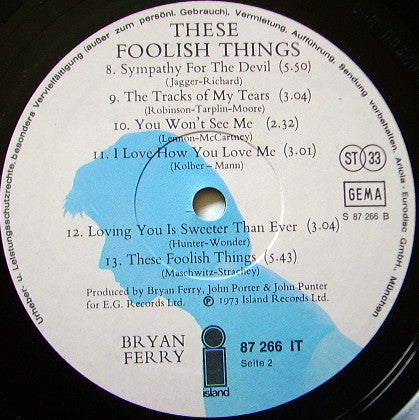 Urheber- u. Leistungsschutzrechte, besonders Vervielfältigung (außer zum persönl. Gebrauch), Vermietung, Aufführung, Sendung vorbehalten. Ariola - Eurodisc GmbH., München
THESE
FOOLISH THINGS
8. Sympathy For The Devil (5.50)
(Jagger-Richard)
9. The Tracks of My Tears (3.04)
(Robinson-Tarplin-Moore)
10. You Won't See Me (2.32)
(Lennon-McCartney)
11. I Love How You Love Me (3.01)
(Kolber-Mann)
ST 33
GEMA
S 87 266 B
12. Loving You Is Sweeter Than Ever (3.04)
(Hunter-Wonder)
13. These Foolish Things (5.43)
(Maschwitz-Strachey)
Produced by Bryan Ferry, John Porter & John Punter
for E.G. Records Ltd. Ⓟ 1973 Island Records Ltd.
BRYAN
FERRY
island
87 266 IT
Seite 2